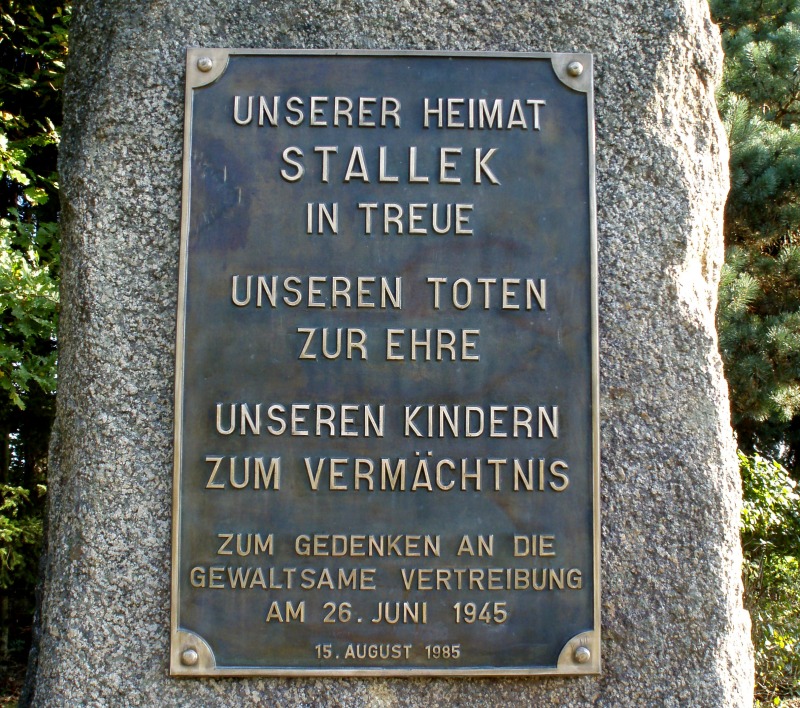 UNSERER HEIMAT
STALLEK
IN TREUE
UNSEREN TOTEN
ZUR EHRE
UNSEREN KINDERN
ZUM VERMÄCHTNIS
ZUM GEDENKEN AN DIE
GEWALTSAME VERTREIBUNG
AM 26. JUNI 1945
15. AUGUST 1985